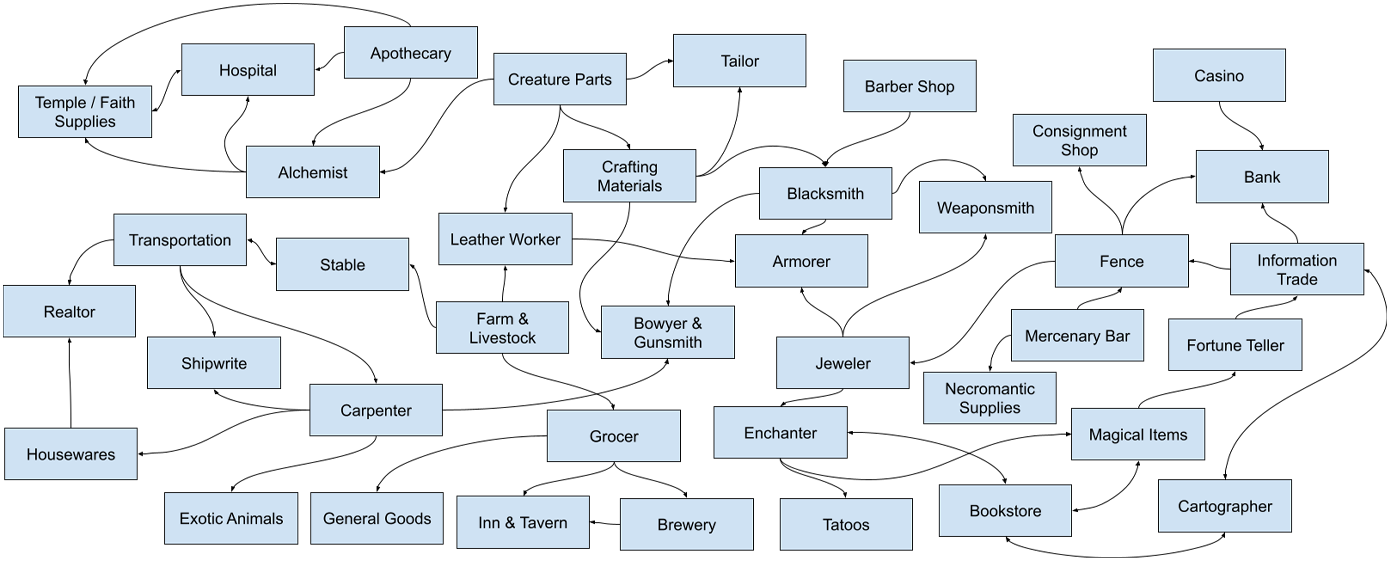 Apothecary
Hospital
Temple / Faith
Supplies
Alchemist
Creature Parts
Tailor
Barber Shop
Casino
Consignment
Shop
Crafting
Materials
Blacksmith
Bank
Weaponsmith
Transportation
Leather Worker
Stable
Armorer
Fence
Information
Trade
Realtor
Farm &
Livestock
Bowyer &
Gunsmith
Mercenary Bar
Fortune Teller
Shipwrite
Jeweler
Necromantic
Supplies
Carpenter
Housewares
Grocer
Enchanter
Magical Items
Exotic Animals
General Goods
Inn & Tavern
Brewery
Tatoos
Bookstore
Cartographer